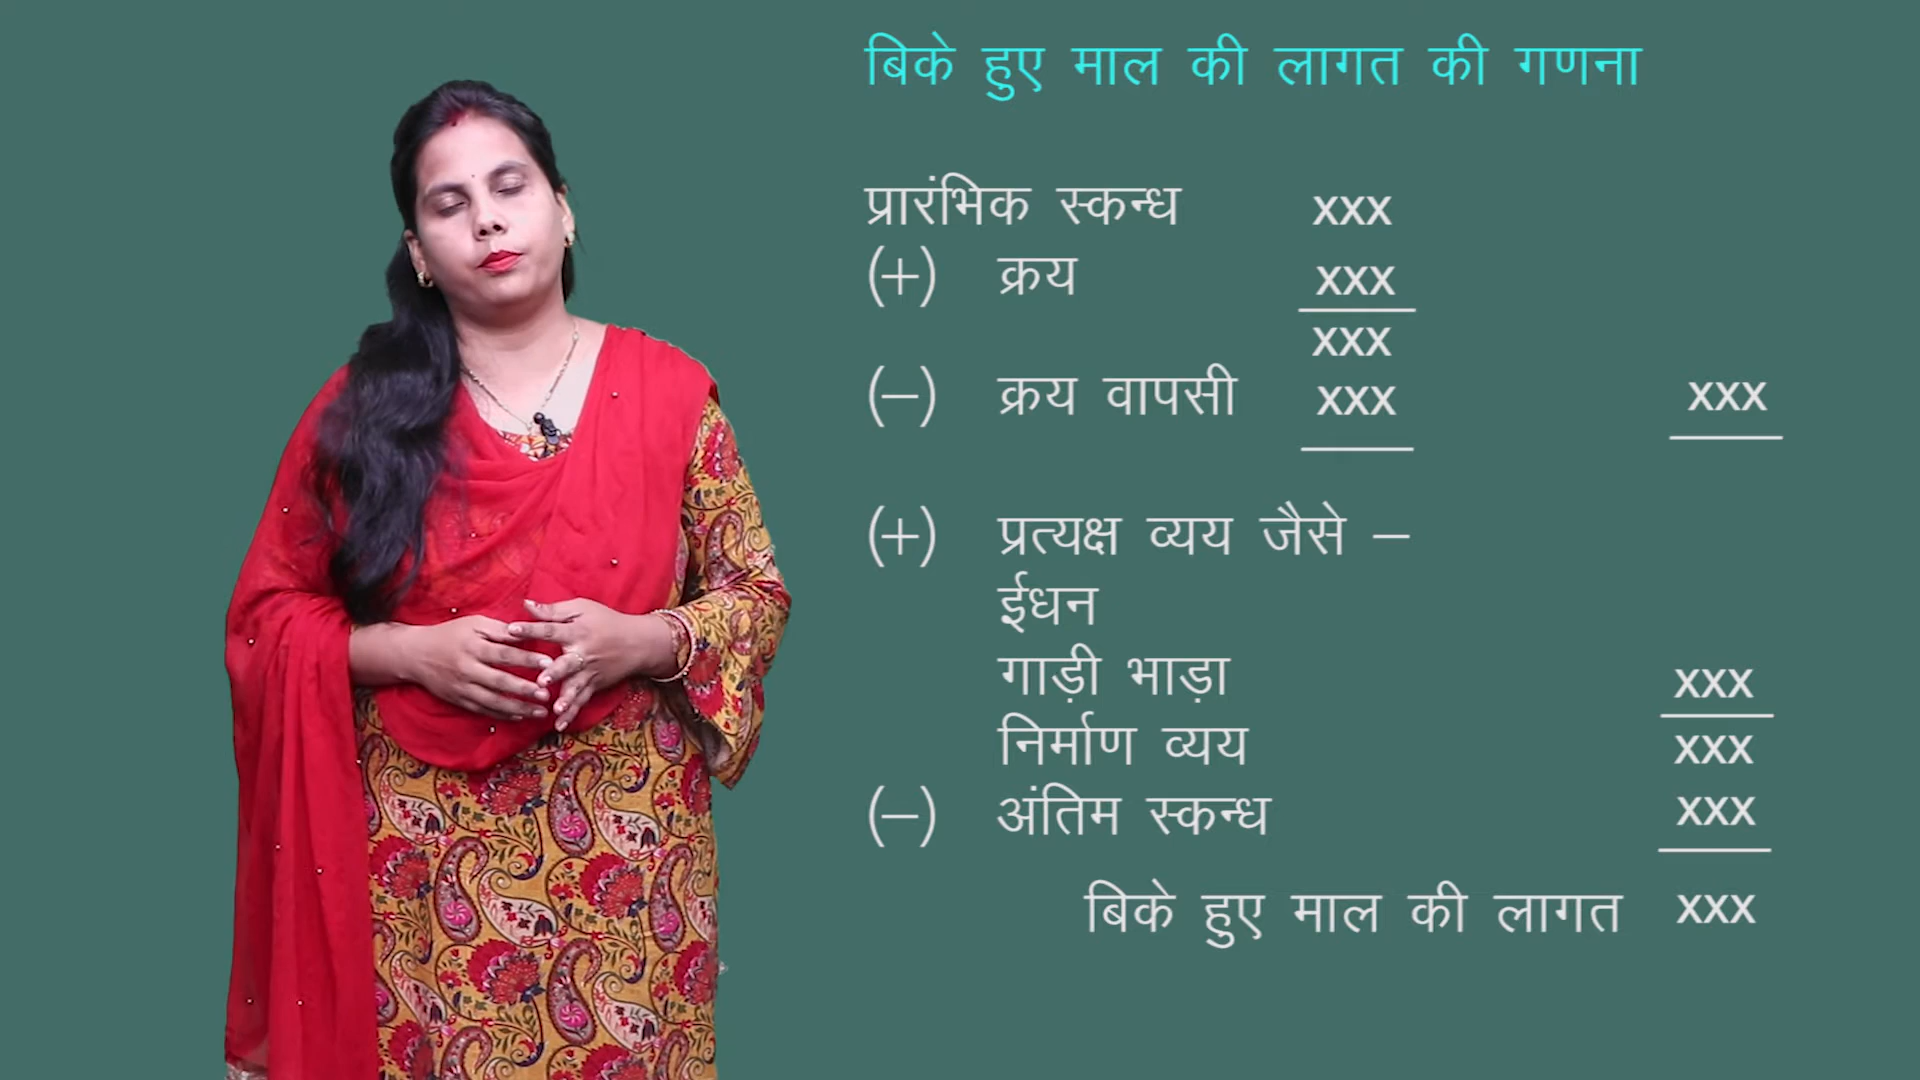 बिके हुए माल की लागत की गणना
प्रारंभिक स्कन्ध xxx
(+) क्रय xxx
xxx
(–) क्रय वापसी xxx xxx
(+) प्रत्यक्ष व्यय जैसे –
ईधन
गाड़ी भाड़ा xxx
निर्माण व्यय xxx
(–) अंतिम स्कन्ध xxx
बिके हुए माल की लागत xxx